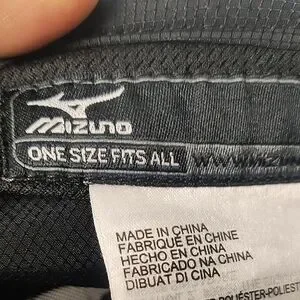 MIZUNO
ONE SIZE FITS ALL
MADE IN CHINA
FABRIQUÉ EN CHINE
HECHO EN CHINA
FABRICADO NA CHINA
DIBUAT DI CINA